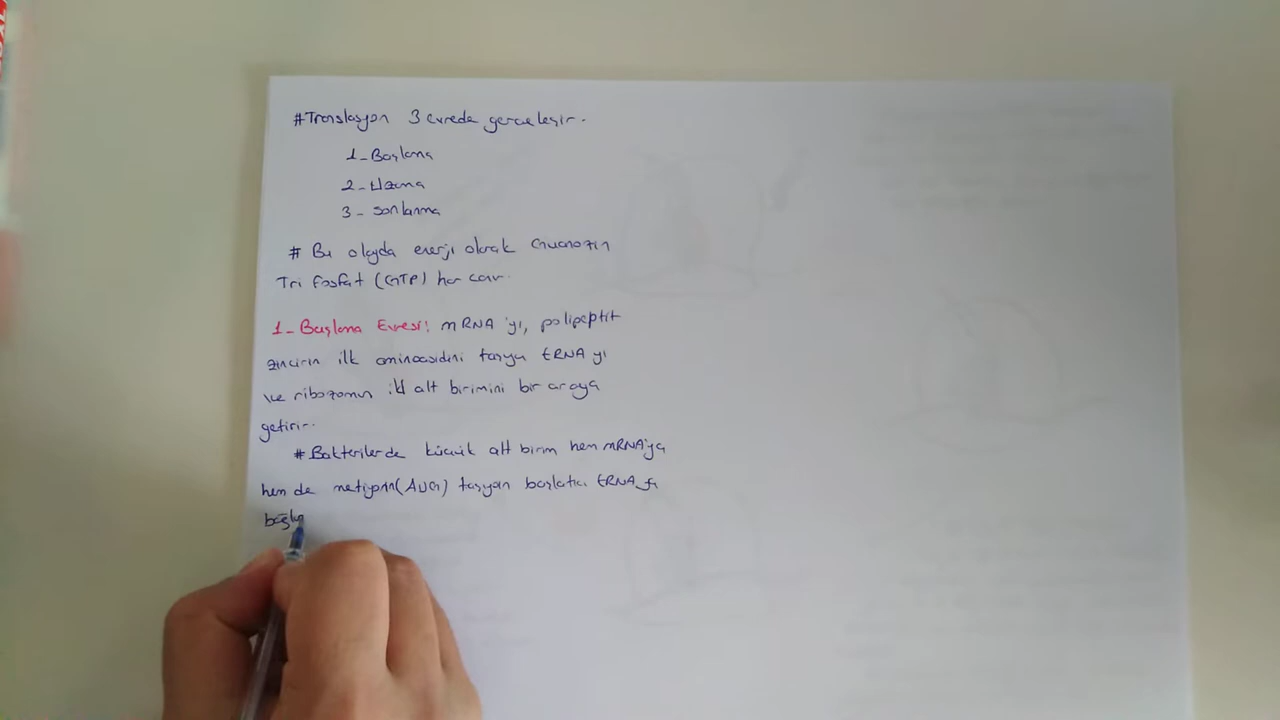 #Translasyon 3 evrede gerçekleşir.
1-Başlama
2-Uzama
3-Sonlanma
# Bu olayda enerji olarak Guanozin
Tri fosfat (GTP) harcanır.
1-Başlama Evresi: mRNA'yı, polipeptit
zincirin ilk aminoasidini taşıyan tRNA yı
ve ribozomun iki alt birimini bir araya
getirir.
#Bakterilerde küçük alt birim hem mRNA'ya
hem de metiyonin(AUG) taşıyan başlatıcı tRNA ya